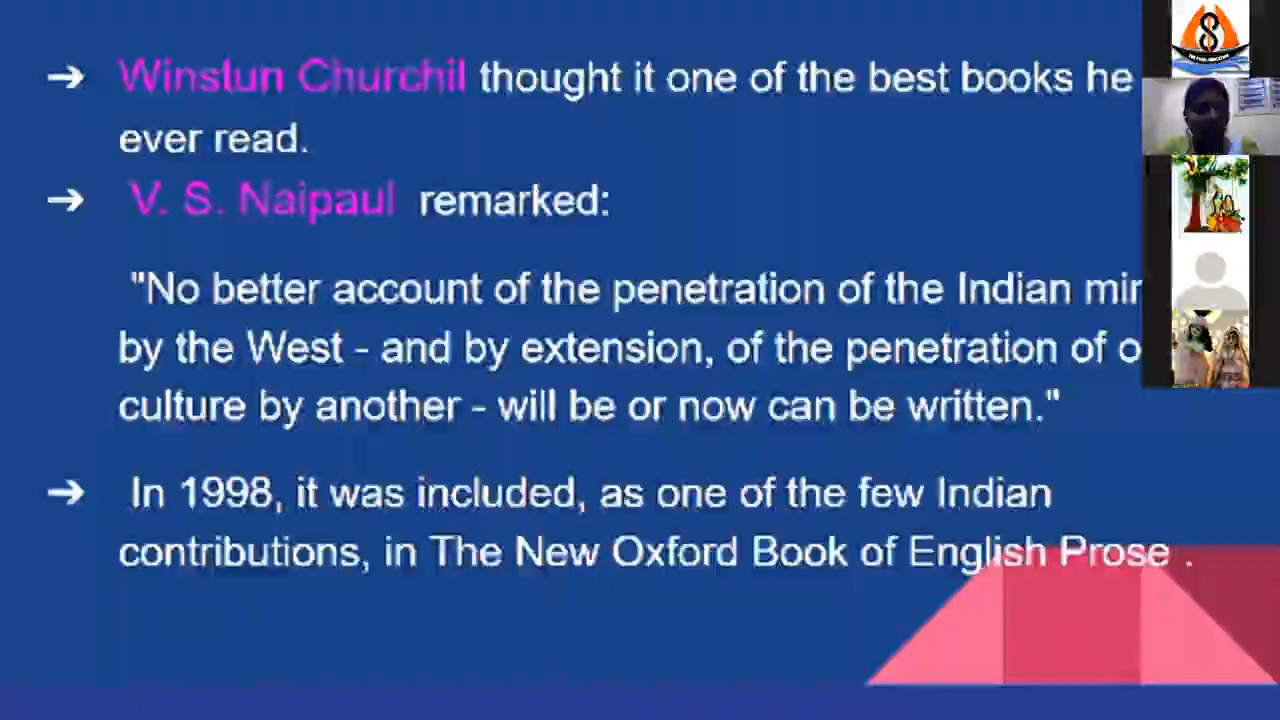 ➔ Winstun Churchil thought it one of the best books he
ever read.
➔ V. S. Naipaul remarked:
"No better account of the penetration of the Indian
by the West - and by extension, of the penetration of
culture by another - will be or now can be written."
➔ In 1998, it was included, as one of the few Indian
contributions, in The New Oxford Book of English Prose .